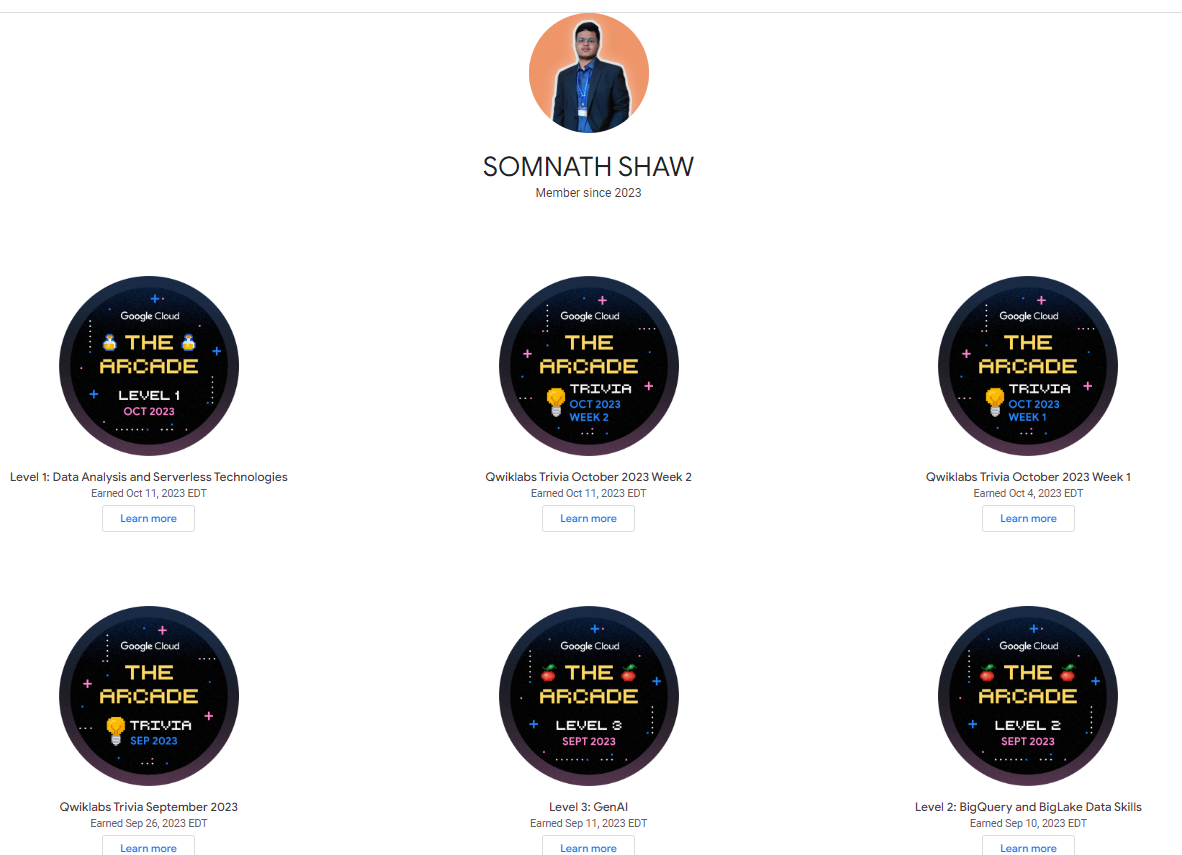 SOMNATH SHAW
Member since 2023
Google Cloud
THE
ARCADE
LEVEL 1
OCT 2023
Level 1: Data Analysis and Serverless Technologies
Earned Oct 11, 2023 EDT
Learn more
Google Cloud
THE
ARCADE
TRIVIA
OCT 2023
WEEK 2
Qwiklabs Trivia October 2023 Week 2
Earned Oct 11, 2023 EDT
Learn more
Google Cloud
THE
ARCADE
TRIVIA
OCT 2023
WEEK 1
Qwiklabs Trivia October 2023 Week 1
Earned Oct 4, 2023 EDT
Learn more
Google Cloud
THE
ARCADE
TRIVIA
SEP 2023
Qwiklabs Trivia September 2023
Earned Sep 26, 2023 EDT
Learn more
Google Cloud
THE
ARCADE
LEVEL 3
SEPT 2023
Level 3: GenAI
Earned Sep 11, 2023 EDT
Learn more
Google Cloud
THE
ARCADE
LEVEL 2
SEPT 2023
Level 2: BigQuery and BigLake Data Skills
Earned Sep 10, 2023 EDT
Learn more